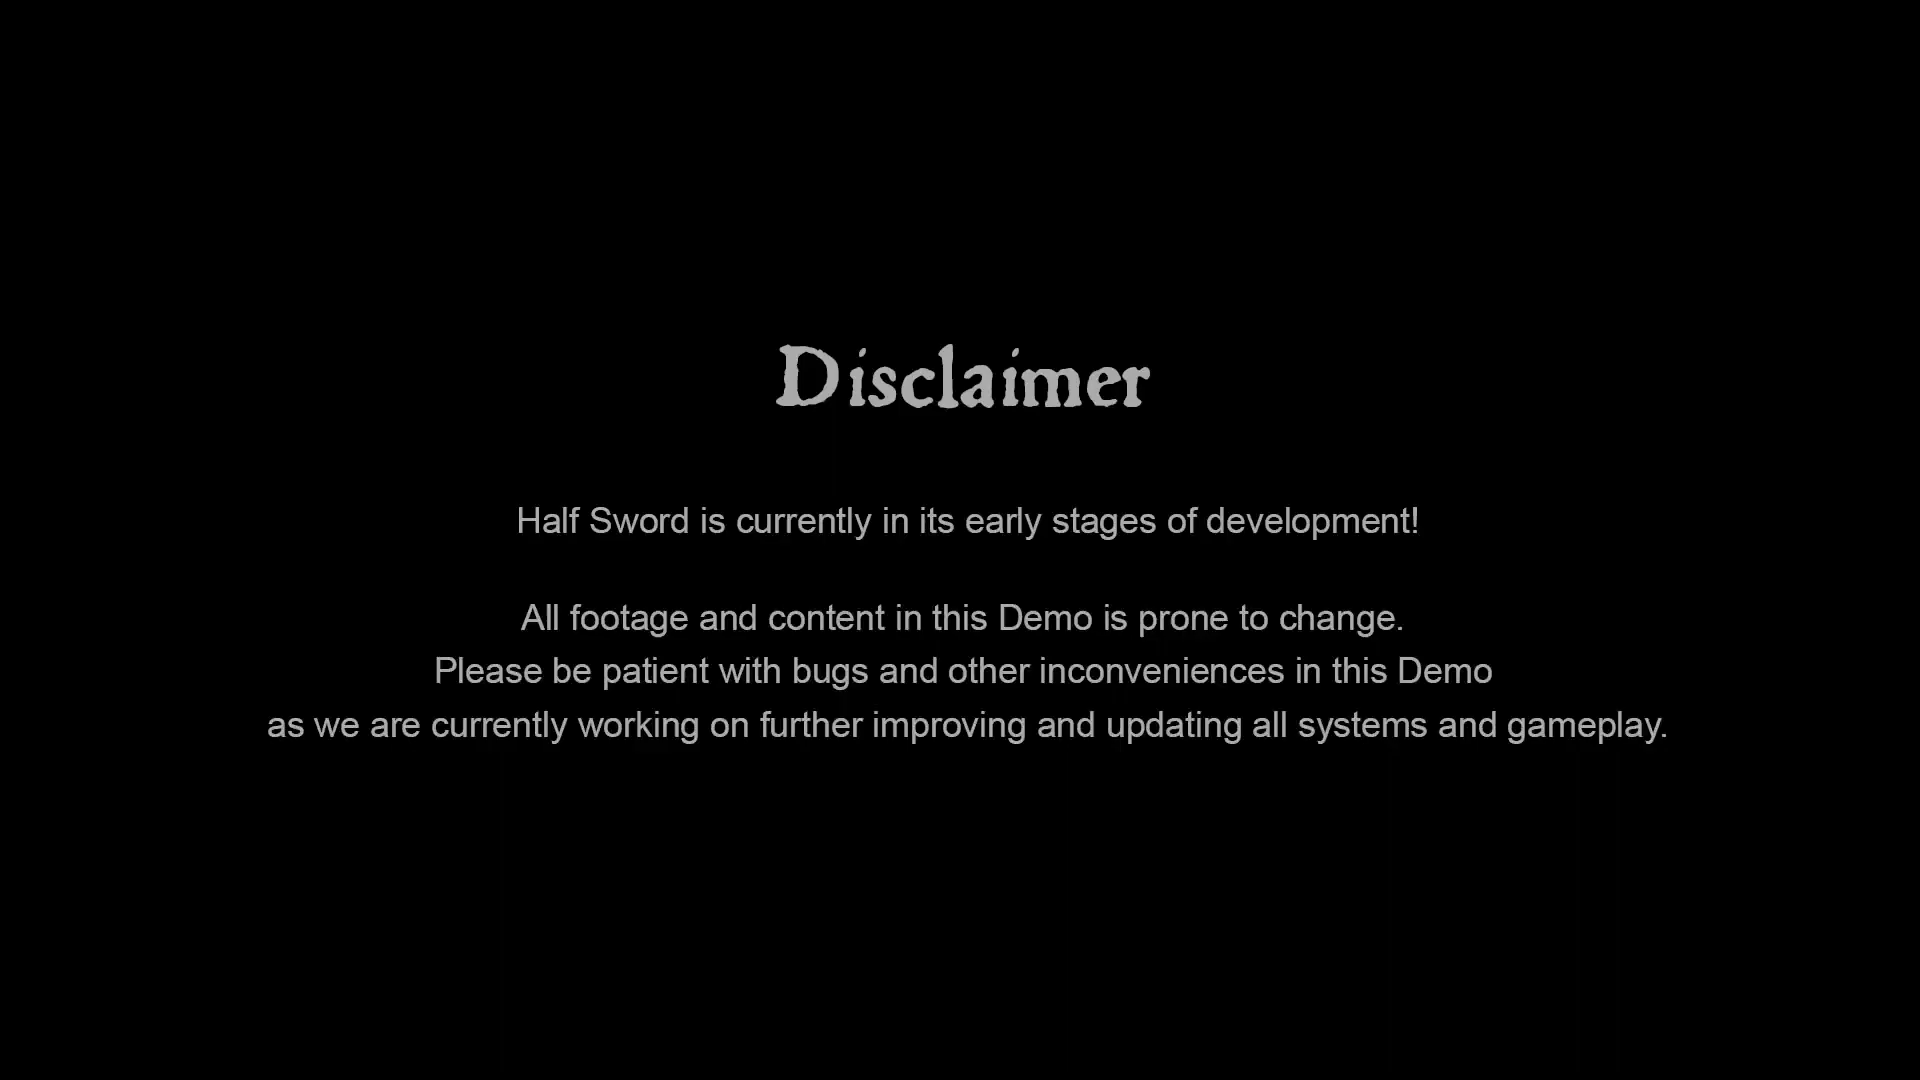 Disclaimer
Half Sword is currently in its early stages of development!
All footage and content in this Demo is prone to change.
Please be patient with bugs and other inconveniences in this Demo
as we are currently working on further improving and updating all systems and gameplay.